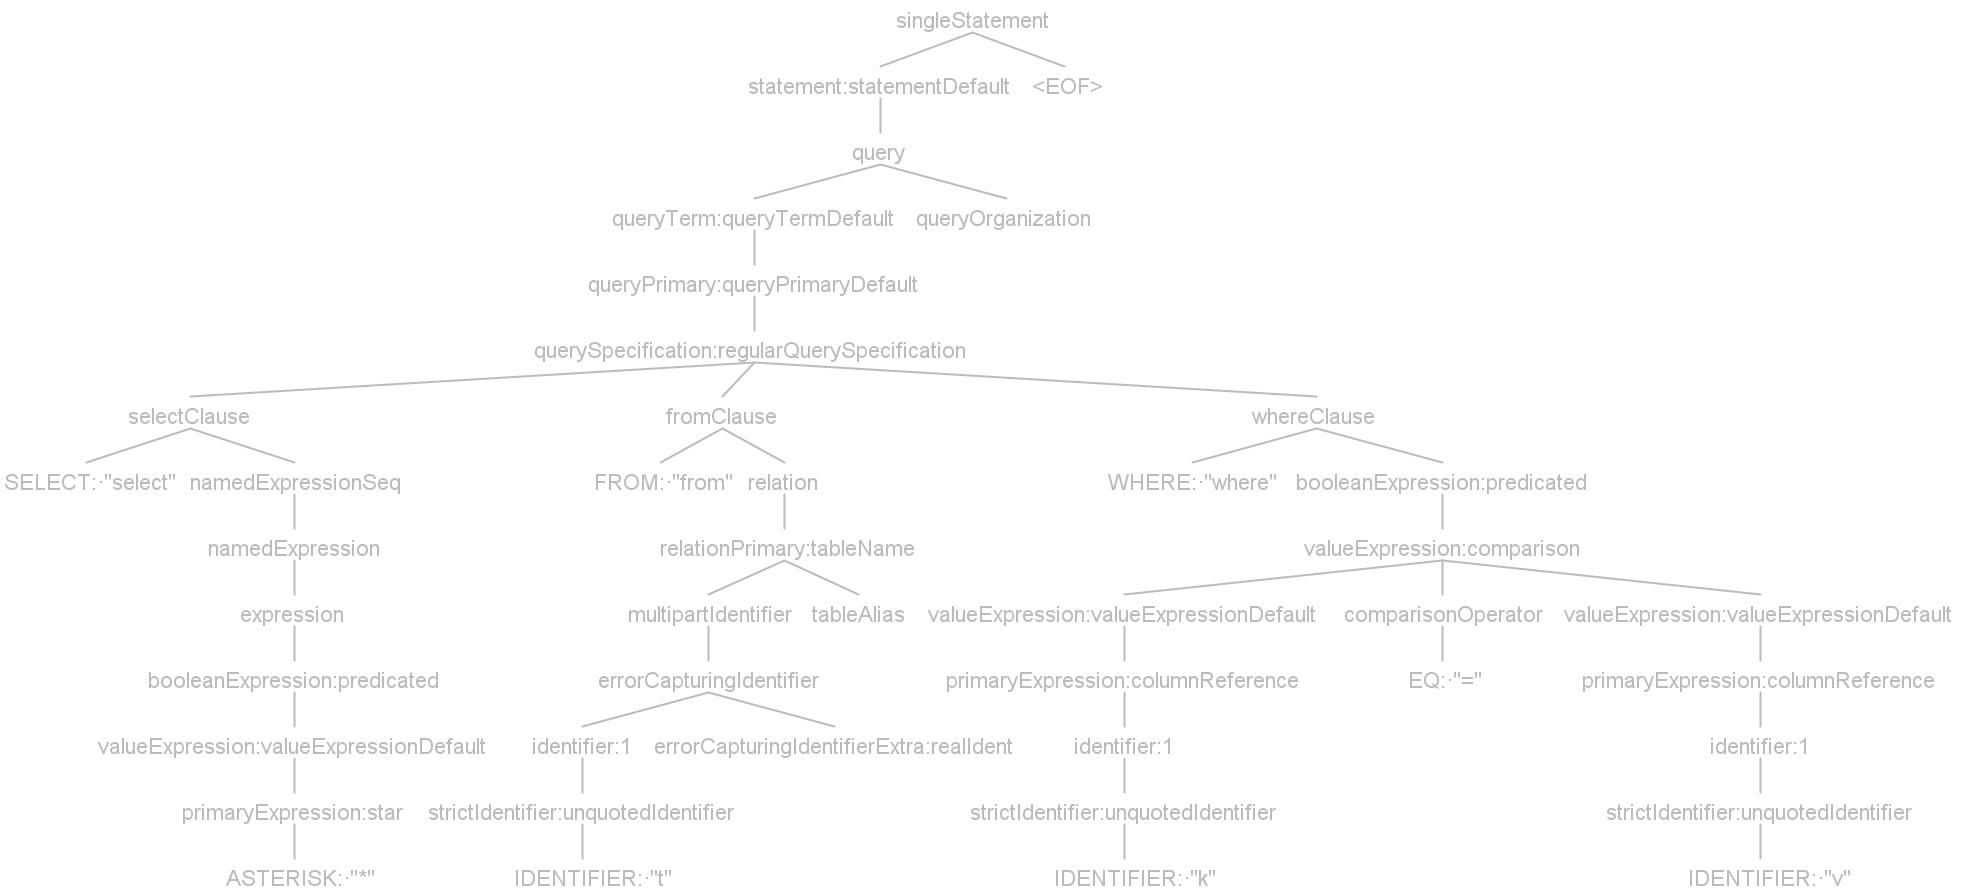 singleStatement
statement:statementDefault <EOF>
query
queryTerm:queryTermDefault queryOrganization
queryPrimary:queryPrimaryDefault
querySpecification:regularQuerySpecification
selectClause fromClause whereClause
SELECT:·"select" namedExpressionSeq FROM:·"from" relation WHERE:·"where" booleanExpression:predicated
namedExpression relationPrimary:tableName valueExpression:comparison
expression multipartIdentifier tableAlias valueExpression:valueExpressionDefault comparisonOperator valueExpression:valueExpressionDefault
booleanExpression:predicated errorCapturingIdentifier primaryExpression:columnReference EQ:·"=" primaryExpression:columnReference
valueExpression:valueExpressionDefault identifier:1 errorCapturingIdentifierExtra:realIdent identifier:1 identifier:1
primaryExpression:star strictIdentifier:unquotedIdentifier strictIdentifier:unquotedIdentifier strictIdentifier:unquotedIdentifier
ASTERISK:·"*" IDENTIFIER:·"t" IDENTIFIER:·"k" IDENTIFIER:·"v"